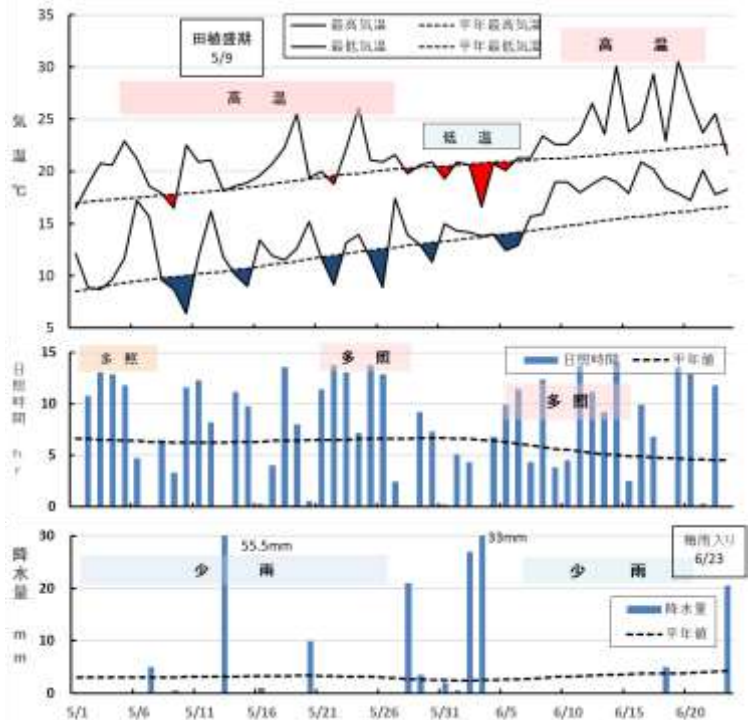 最高気温 平年最高気温
最低気温 平年最低気温
田植盛期
5/9
高 温
高 温
低 温
気温 ℃
35
30
25
20
15
10
5
多 照
多 照
多 照
日照時間 平年値
日照時間 hr
15
10
5
0
55.5mm
33mm
梅雨入り
6/23
少 雨
少 雨
降水量
平年値
降水量 mm
30
20
10
0
5/1 5/6 5/11 5/16 5/21 5/26 5/31 6/5 6/10 6/15 6/20